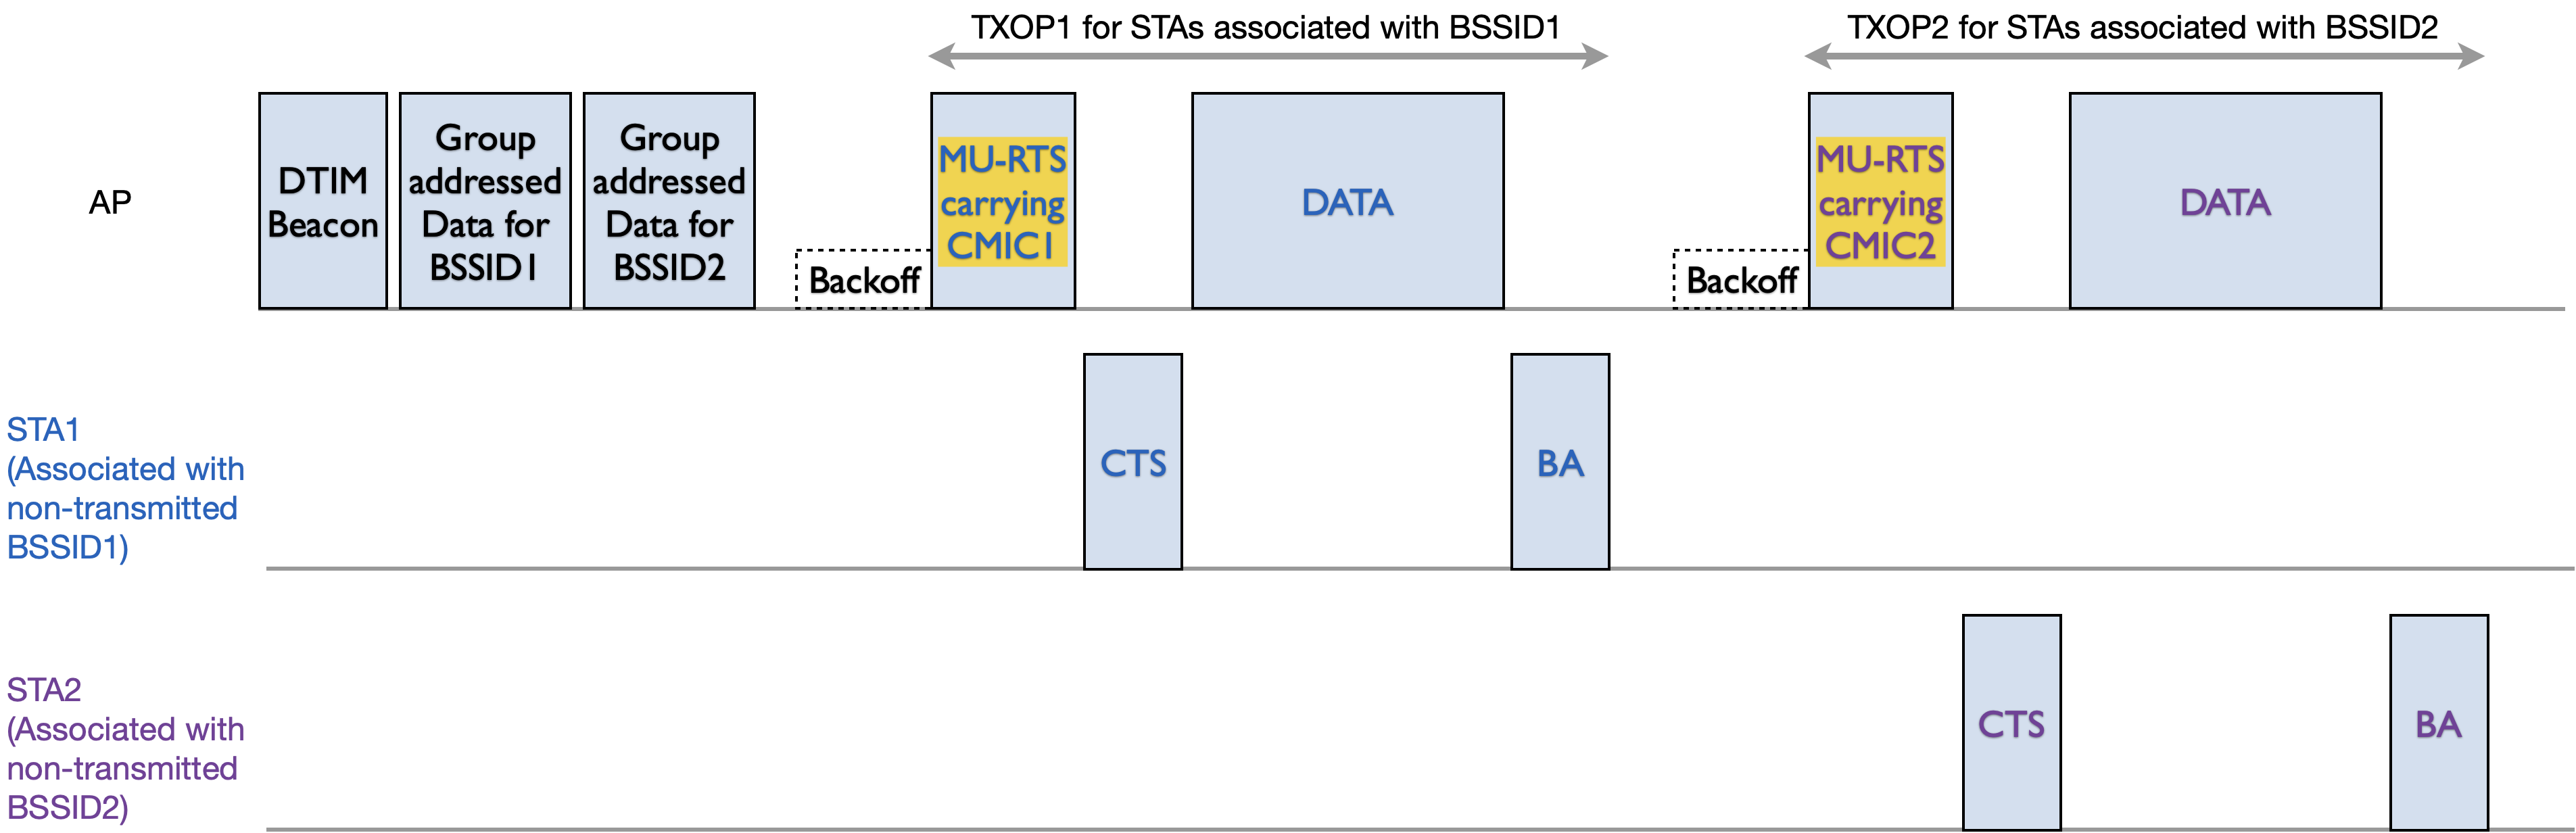 TXOP1 for STAs associated with BSSID1
TXOP2 for STAs associated with BSSID2
AP
DTIM
Beacon
Group
addressed
Data for
BSSID1
Group
addressed
Data for
BSSID2
Backoff
MU-RTS
carrying
CMIC1
DATA
Backoff
MU-RTS
carrying
CMIC2
DATA
STA1
(Associated with
non-transmitted
BSSID1)
CTS
BA
STA2
(Associated with
non-transmitted
BSSID2)
CTS
BA